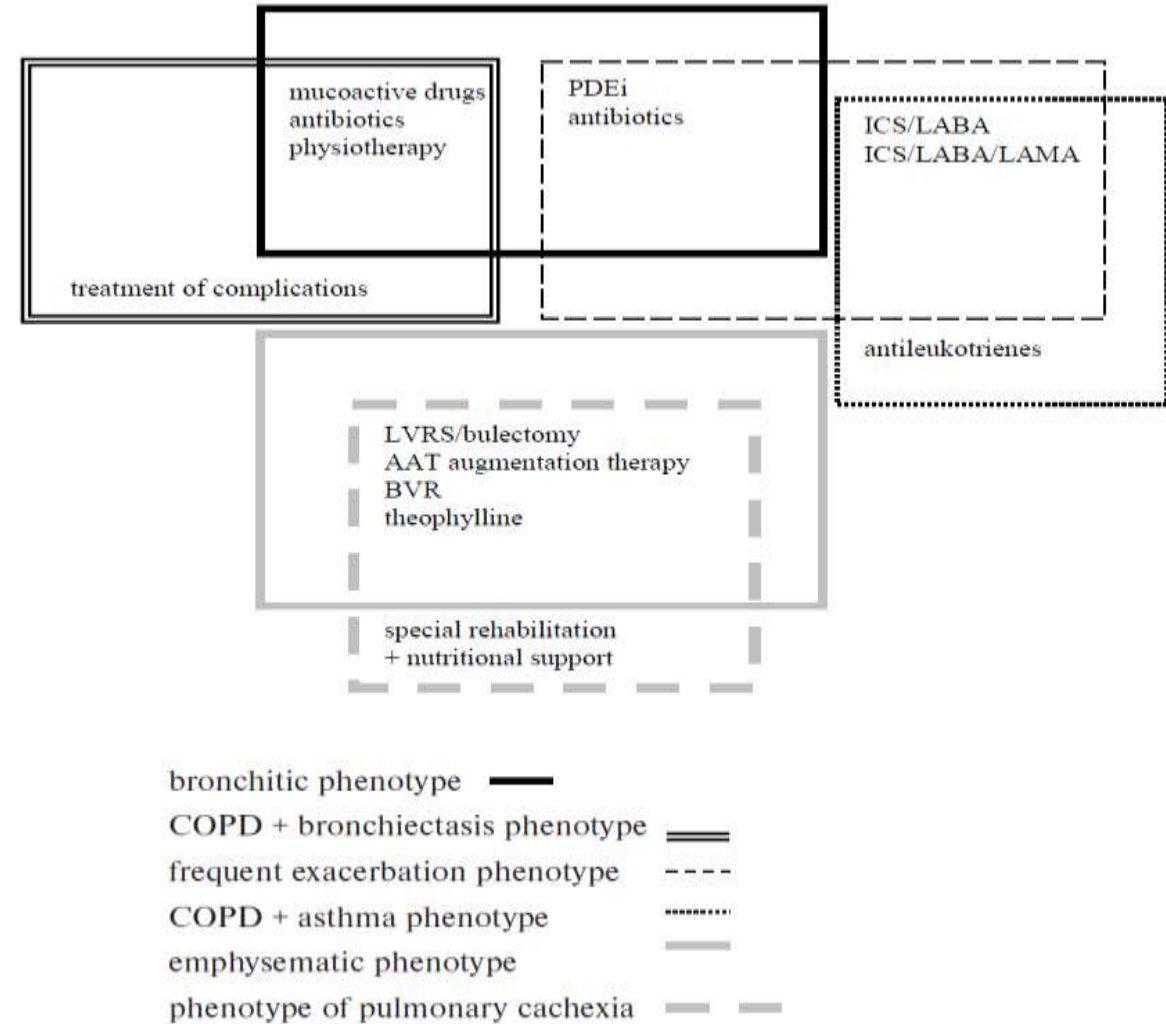 mucoactive drugs
antibiotics
physiotherapy
treatment of complications
PDEi
antibiotics
ICS/LABA
ICS/LABA/LAMA
antileukotrienes
LVRS/bulectomy
AAT augmentation therapy
BVR
theophylline
special rehabilitation
+ nutritional support
bronchitic phenotype
COPD + bronchiectasis phenotype
frequent exacerbation phenotype
COPD + asthma phenotype
emphysematic phenotype
phenotype of pulmonary cachexia